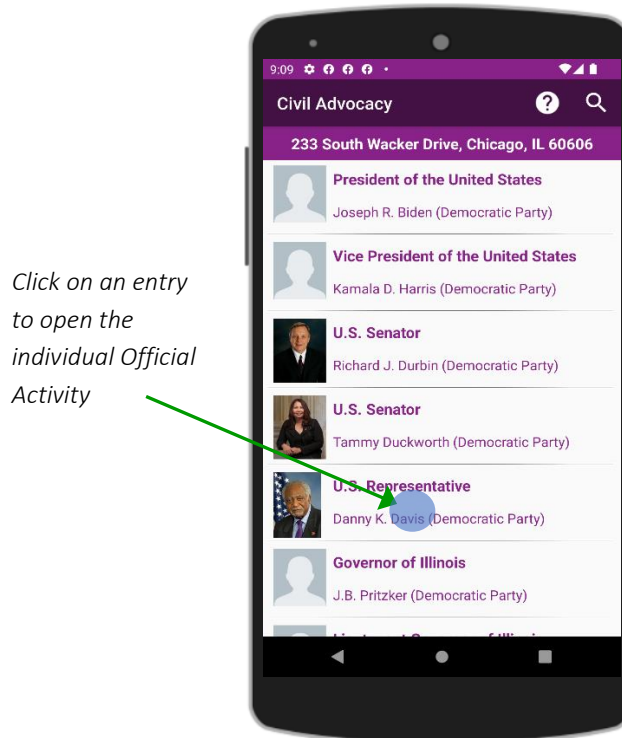 9:09
Civil Advocacy
?
233 South Wacker Drive, Chicago, IL 60606
President of the United States
Joseph R. Biden (Democratic Party)
Vice President of the United States
Kamala D. Harris (Democratic Party)
Click on an entry
to open the
individual Official
Activity
U.S. Senator
Richard J. Durbin (Democratic Party)
U.S. Senator
Tammy Duckworth (Democratic Party)
U.S. Representative
Danny K. Davis (Democratic Party)
Governor of Illinois
J.B. Pritzker (Democratic Party)